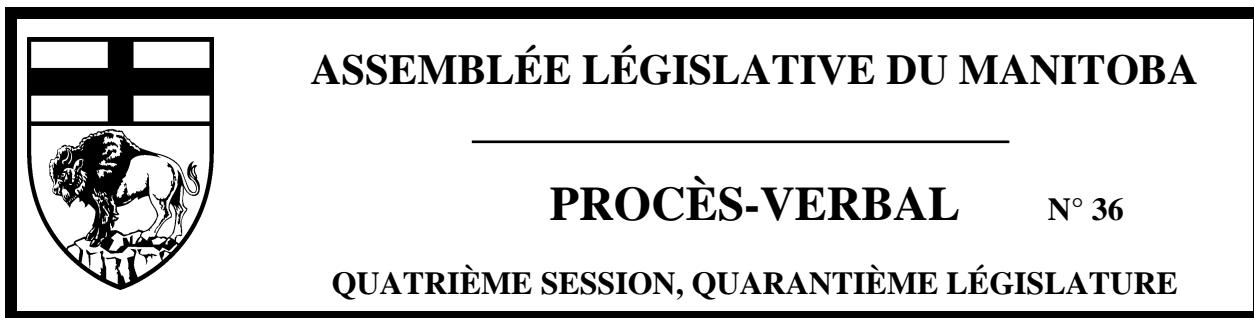 ASSEMBLÉE LÉGISLATIVE DU MANITOBA
PROCÈS-VERBAL N° 36
QUATRIÈME SESSION, QUARANTIÈME LÉGISLATURE